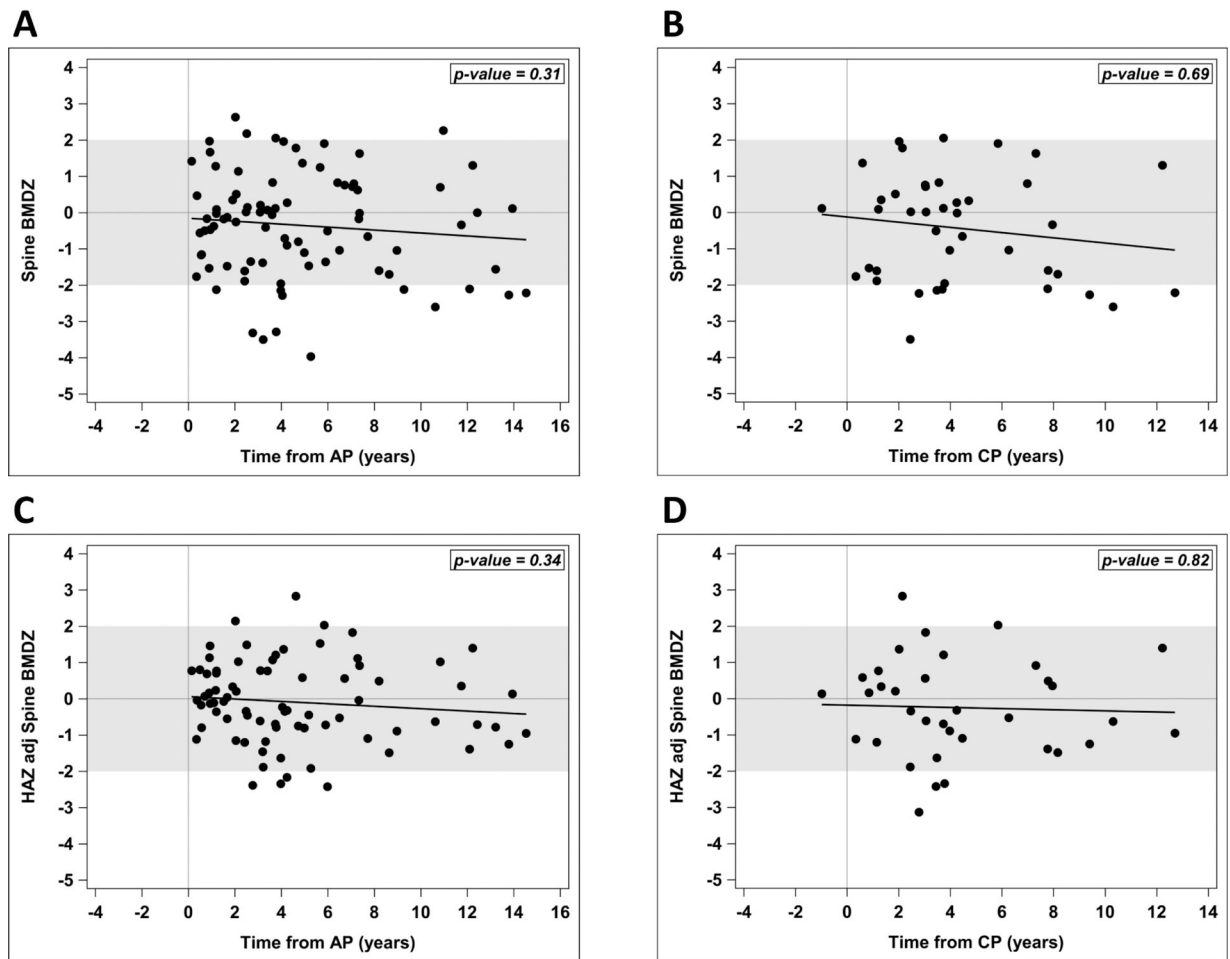 A
p-value = 0.31
4
3
2
1
0
-1
-2
-3
-4
-5
Spine BMDZ
-4 -2 0 2 4 6 8 10 12 14 16
Time from AP (years)
B
p-value = 0.69
4
3
2
1
0
-1
-2
-3
-4
-5
Spine BMDZ
-4 -2 0 2 4 6 8 10 12 14
Time from CP (years)
C
p-value = 0.34
4
3
2
1
0
-1
-2
-3
-4
-5
HAZ adj Spine BMDZ
-4 -2 0 2 4 6 8 10 12 14 16
Time from AP (years)
D
p-value = 0.82
4
3
2
1
0
-1
-2
-3
-4
-5
HAZ adj Spine BMDZ
-4 -2 0 2 4 6 8 10 12 14
Time from CP (years)